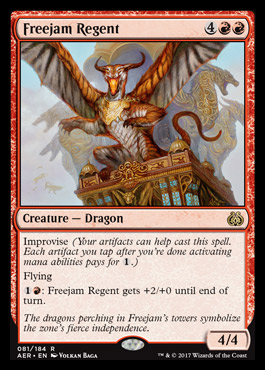 Freejam Regent 4
Creature — Dragon
Improvise (Your artifacts can help cast this spell.
Each artifact you tap after you're done activating
mana abilities pays for 1.)
Flying
1: Freejam Regent gets +2/+0 until end
of turn.
The dragons perching in Freejam's towers symbolize
the zone's fierce independence.
4/4
081/184 R
AER • EN VOLKAN BAGA
™ & © 2017 Wizards of the Coast